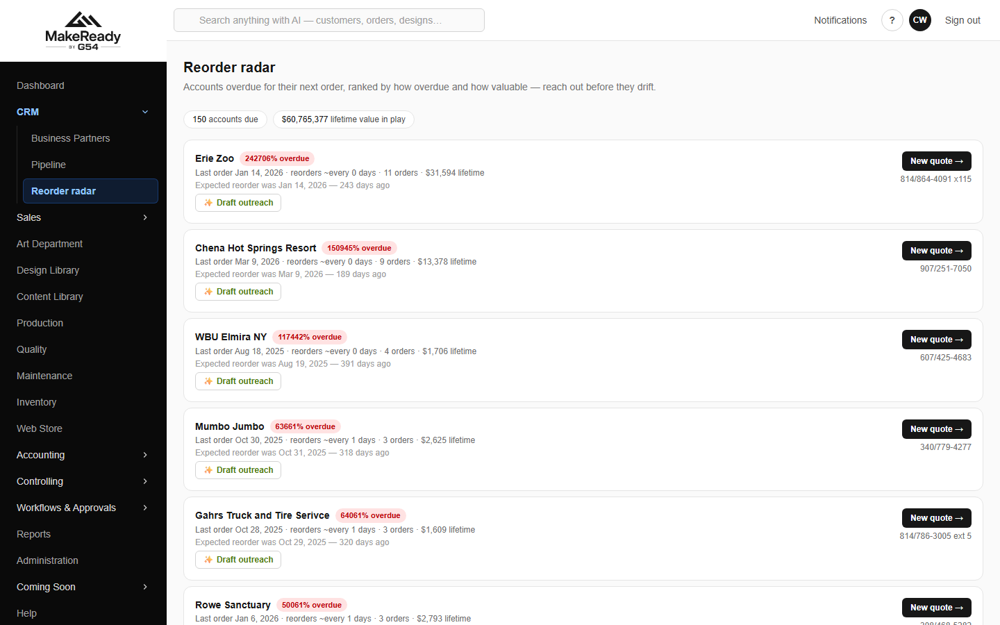 MakeReady
BY G54
Search anything with AI — customers, orders, designs…
Notifications
?
CW
Sign out
Dashboard
CRM
Business Partners
Pipeline
Reorder radar
Sales
Art Department
Design Library
Content Library
Production
Quality
Maintenance
Inventory
Web Store
Accounting
Controlling
Workflows & Approvals
Reports
Administration
Coming Soon
Help
Reorder radar
Accounts overdue for their next order, ranked by how overdue and how valuable — reach out before they drift.
150 accounts due
$60,765,377 lifetime value in play
Erie Zoo 242706% overdue
Last order Jan 14, 2026 · reorders ~every 0 days · 11 orders · $31,594 lifetime
Expected reorder was Jan 14, 2026 — 243 days ago
Draft outreach
New quote →
814/864-4091 x115
Chena Hot Springs Resort 150945% overdue
Last order Mar 9, 2026 · reorders ~every 0 days · 9 orders · $13,378 lifetime
Expected reorder was Mar 9, 2026 — 189 days ago
Draft outreach
New quote →
907/251-7050
WBU Elmira NY 117442% overdue
Last order Aug 18, 2025 · reorders ~every 0 days · 4 orders · $1,706 lifetime
Expected reorder was Aug 19, 2025 — 391 days ago
Draft outreach
New quote →
607/425-4683
Mumbo Jumbo 63661% overdue
Last order Oct 30, 2025 · reorders ~every 1 days · 3 orders · $2,625 lifetime
Expected reorder was Oct 31, 2025 — 318 days ago
Draft outreach
New quote →
340/779-4277
Gahrs Truck and Tire Serivce 64061% overdue
Last order Oct 28, 2025 · reorders ~every 1 days · 3 orders · $1,609 lifetime
Expected reorder was Oct 29, 2025 — 320 days ago
Draft outreach
New quote →
814/786-3005 ext 5
Rowe Sanctuary 50061% overdue
Last order Jan 6, 2026 · reorders ~every 1 days · 3 orders · $2,793 lifetime
New quote →